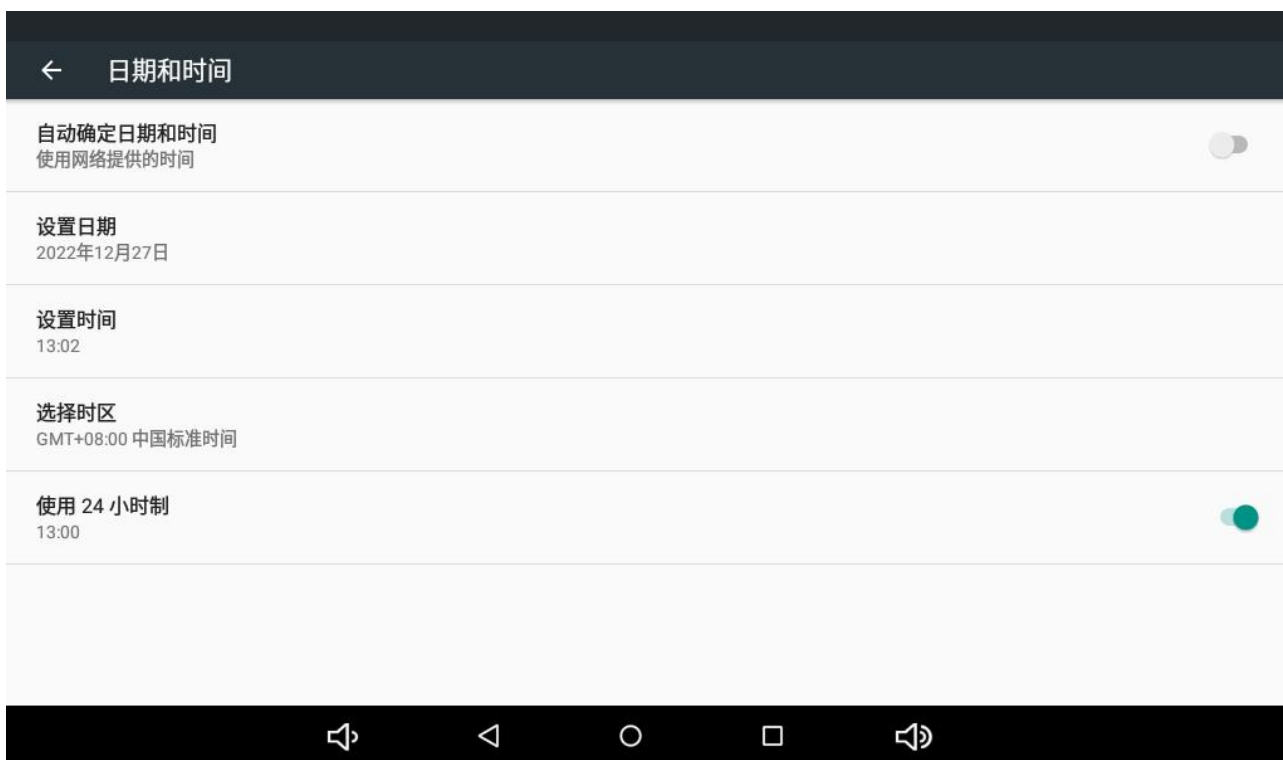 日期和时间
自动确定日期和时间
使用网络提供的时间
设置日期
2022年12月27日
设置时间
13:02
选择时区
GMT+08:00 中国标准时间
使用 24 小时制
13:00